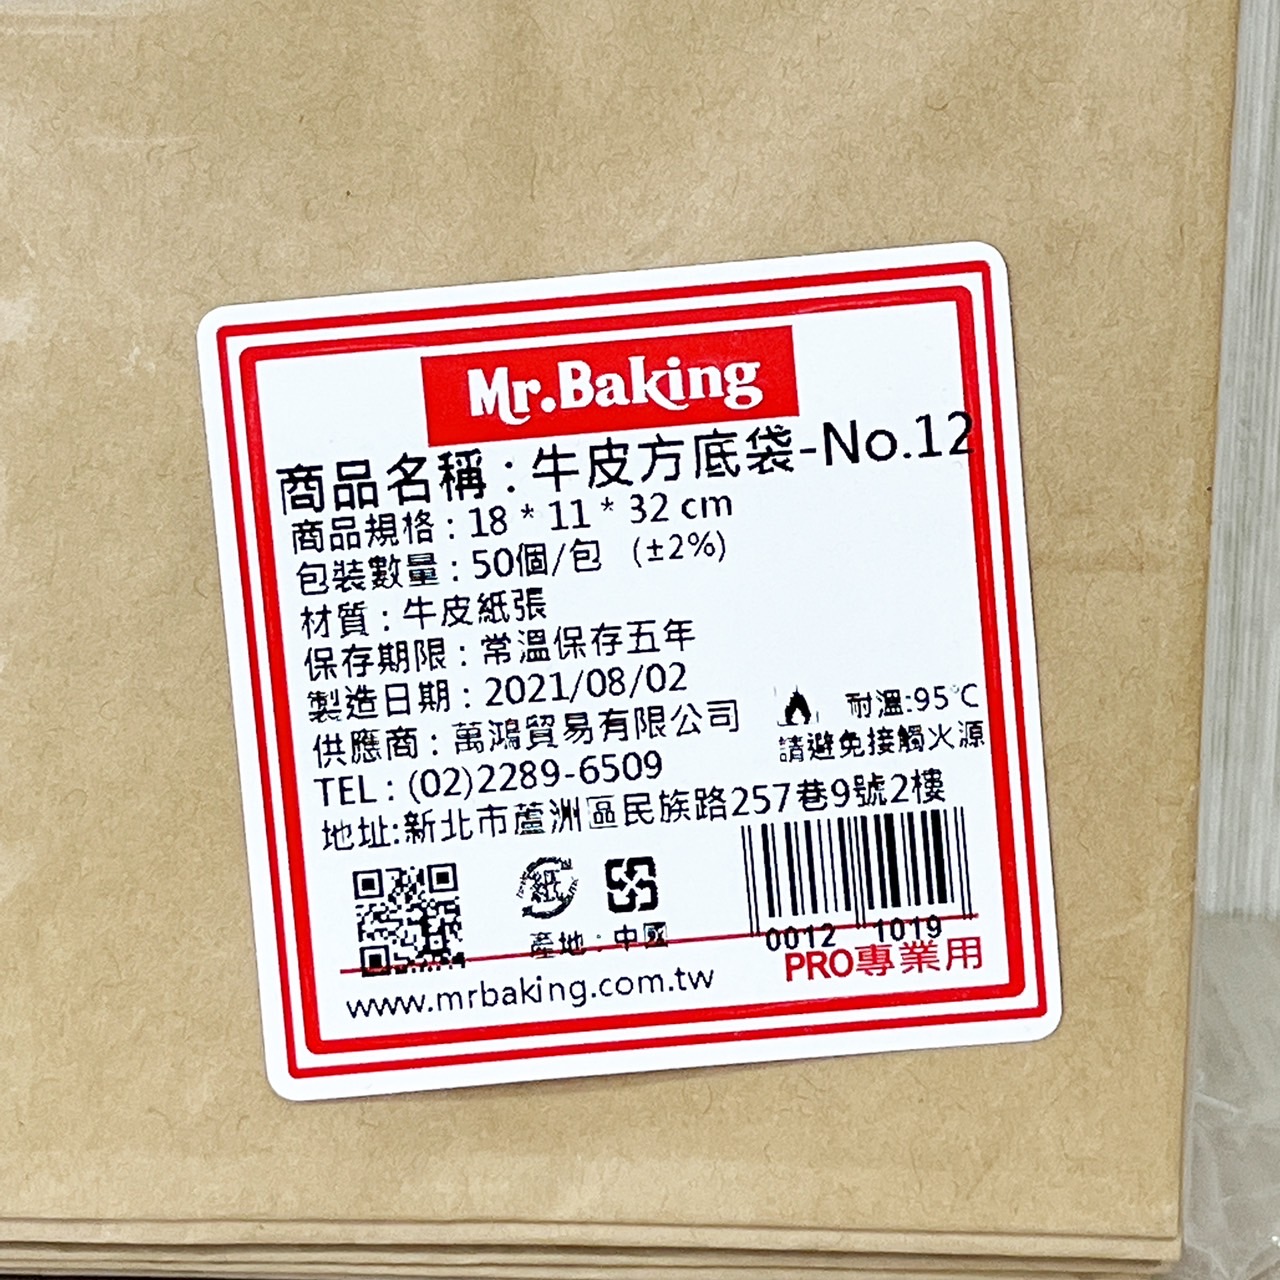 Mr.Baking
商品名稱：牛皮方底袋-No.12
商品規格：18 * 11 * 32 cm
包裝數量：50個/包 (±2%)
材質：牛皮紙張
保存期限：常溫保存五年
製造日期：2021/08/02
供應商：萬鴻貿易有限公司
耐溫:95°C
請避免接觸火源
TEL：(02)2289-6509
地址:新北市蘆洲區民族路257巷9號2樓
紙
產地：中國
0012 1019
PRO專業用
www.mrbaking.com.tw